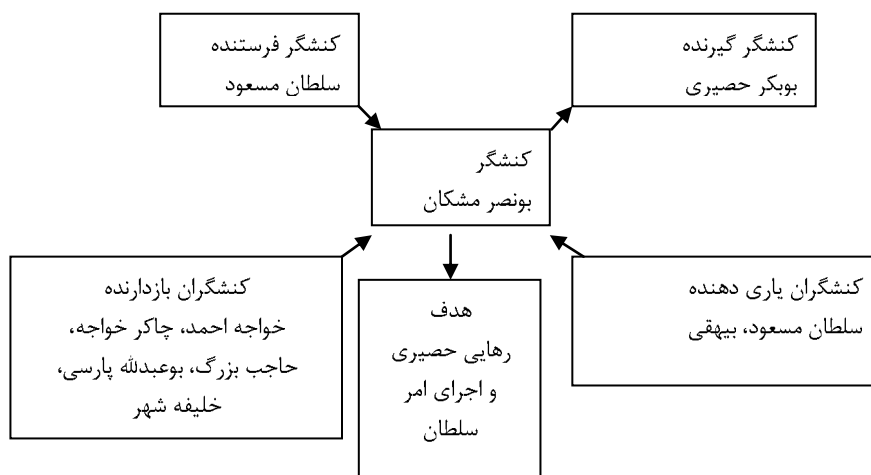 کنشگر گیرنده
بوبکر حصیری
کنشگر فرستنده
سلطان مسعود
کنشگر
بونصر مشکان
کنشگران یاری دهنده
سلطان مسعود، بیهقی
هدف
رهایی حصیری
و اجرای امر
سلطان
کنشگران بازدارنده
خواجه احمد، چاکر خواجه،
حاجب بزرگ، بوعبدلله پارسی،
خلیفه شهر